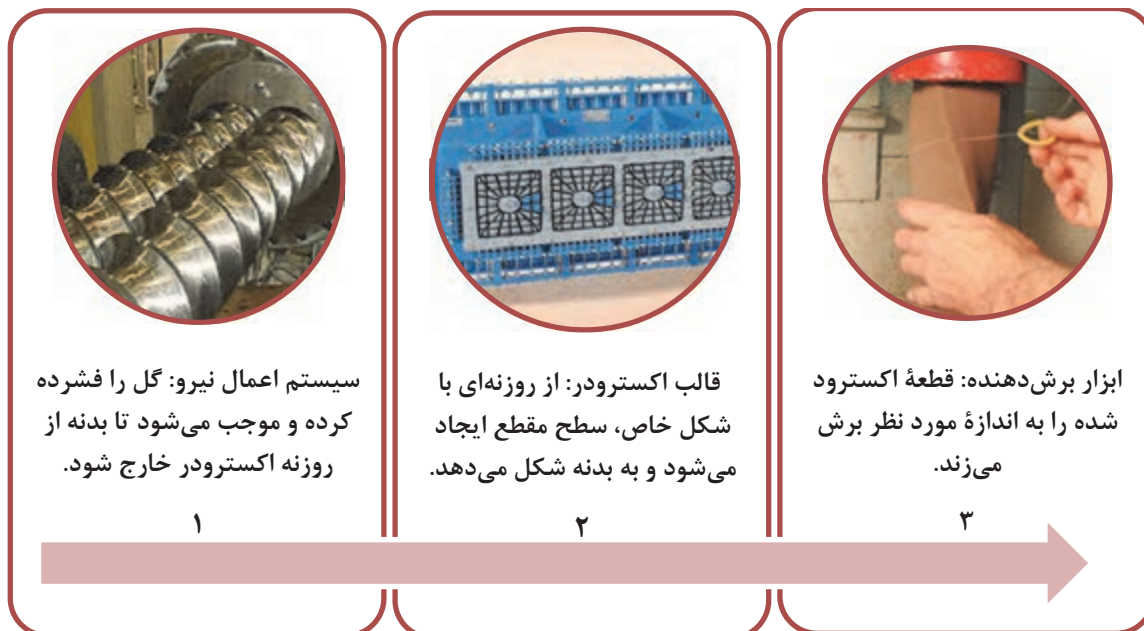 سیستم اعمال نیرو: گل را فشرده
کرده و موجب می‌شود تا بدنه از
روزنه اکسترودر خارج شود.
۱
قالب اکسترودر: از روزنه‌ای با
شکل خاص، سطح مقطع ایجاد
می‌شود و به بدنه شکل می‌دهد.
۲
ابزار برش‌دهنده: قطعهٔ اکسترود
شده را به اندازهٔ مورد نظر برش
می‌زند.
۳